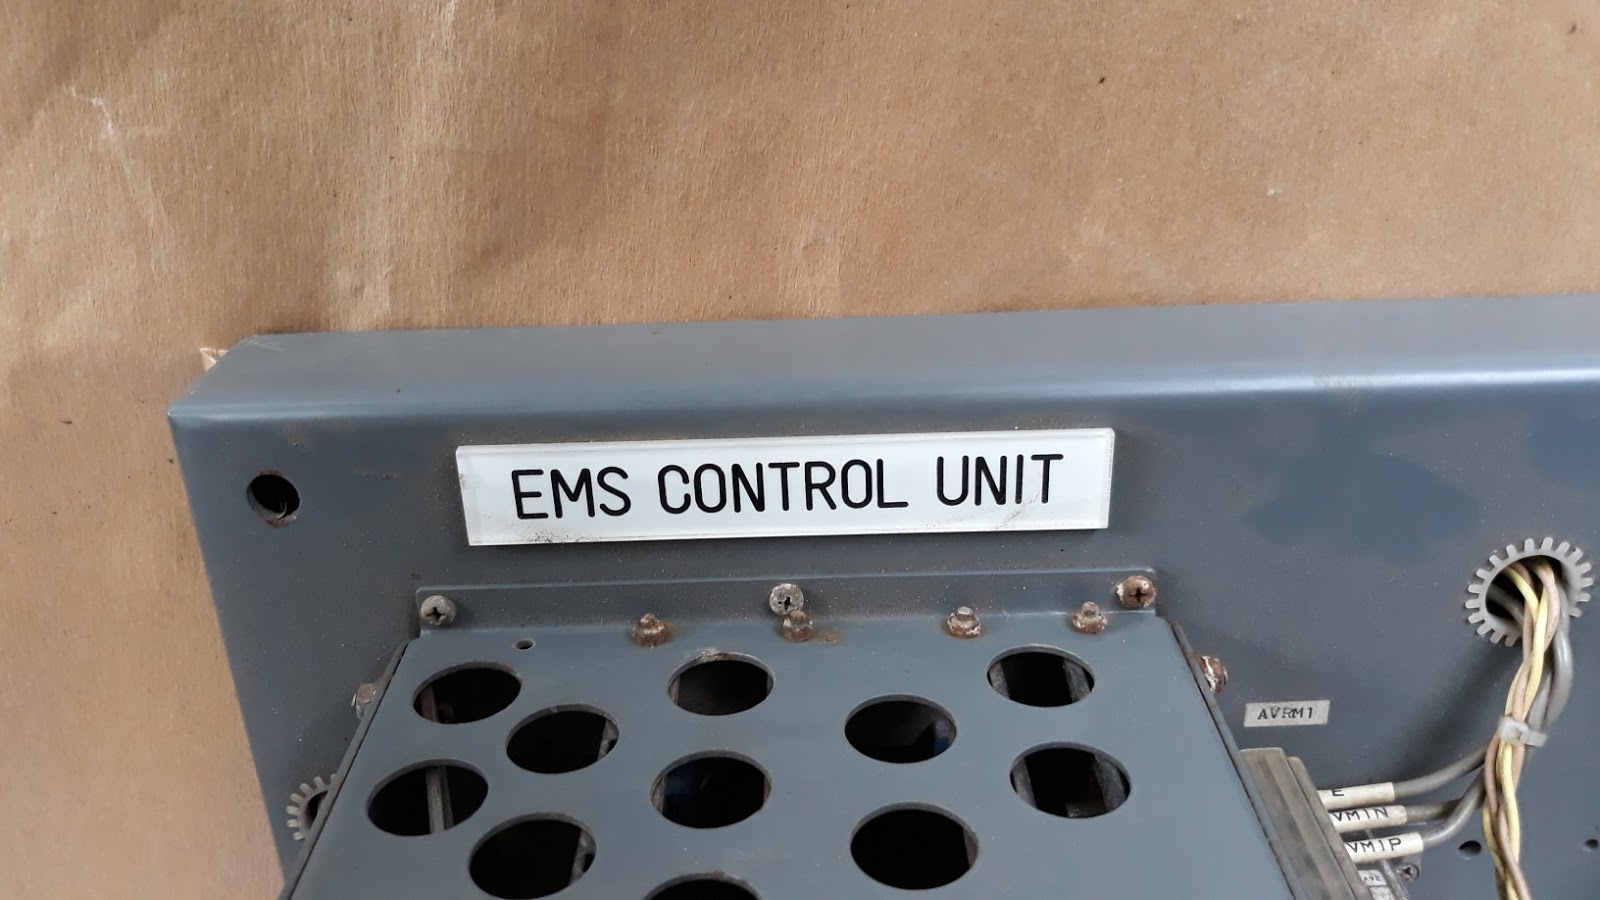 EMS CONTROL UNIT
AVRM1
E
VM1N
VM1P